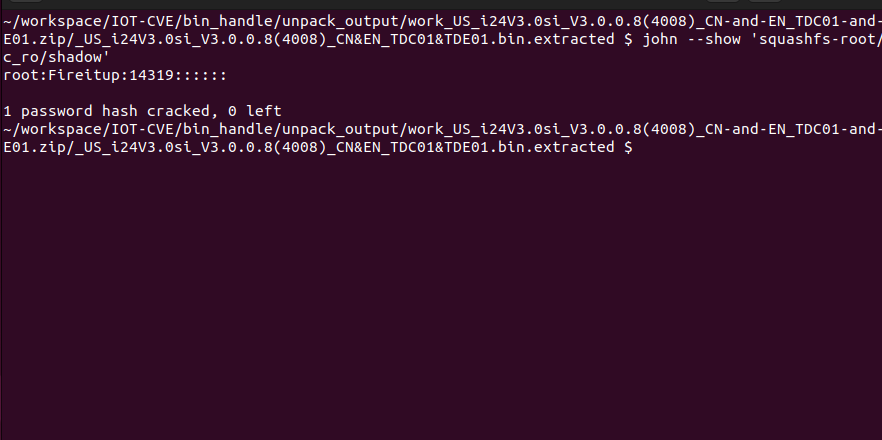 ~/workspace/IOT-CVE/bin_handle/unpack_output/work_US_i24V3.0si_V3.0.0.8(4008)_CN-and-EN_TDC01-and-
E01.zip/_US_i24V3.0si_V3.0.0.8(4008)_CN&EN_TDC01&TDE01.bin.extracted $ john --show 'squashfs-root/
c_ro/shadow'
root:Fireitup:14319::::::

1 password hash cracked, 0 left
~/workspace/IOT-CVE/bin_handle/unpack_output/work_US_i24V3.0si_V3.0.0.8(4008)_CN-and-EN_TDC01-and-
E01.zip/_US_i24V3.0si_V3.0.0.8(4008)_CN&EN_TDC01&TDE01.bin.extracted $